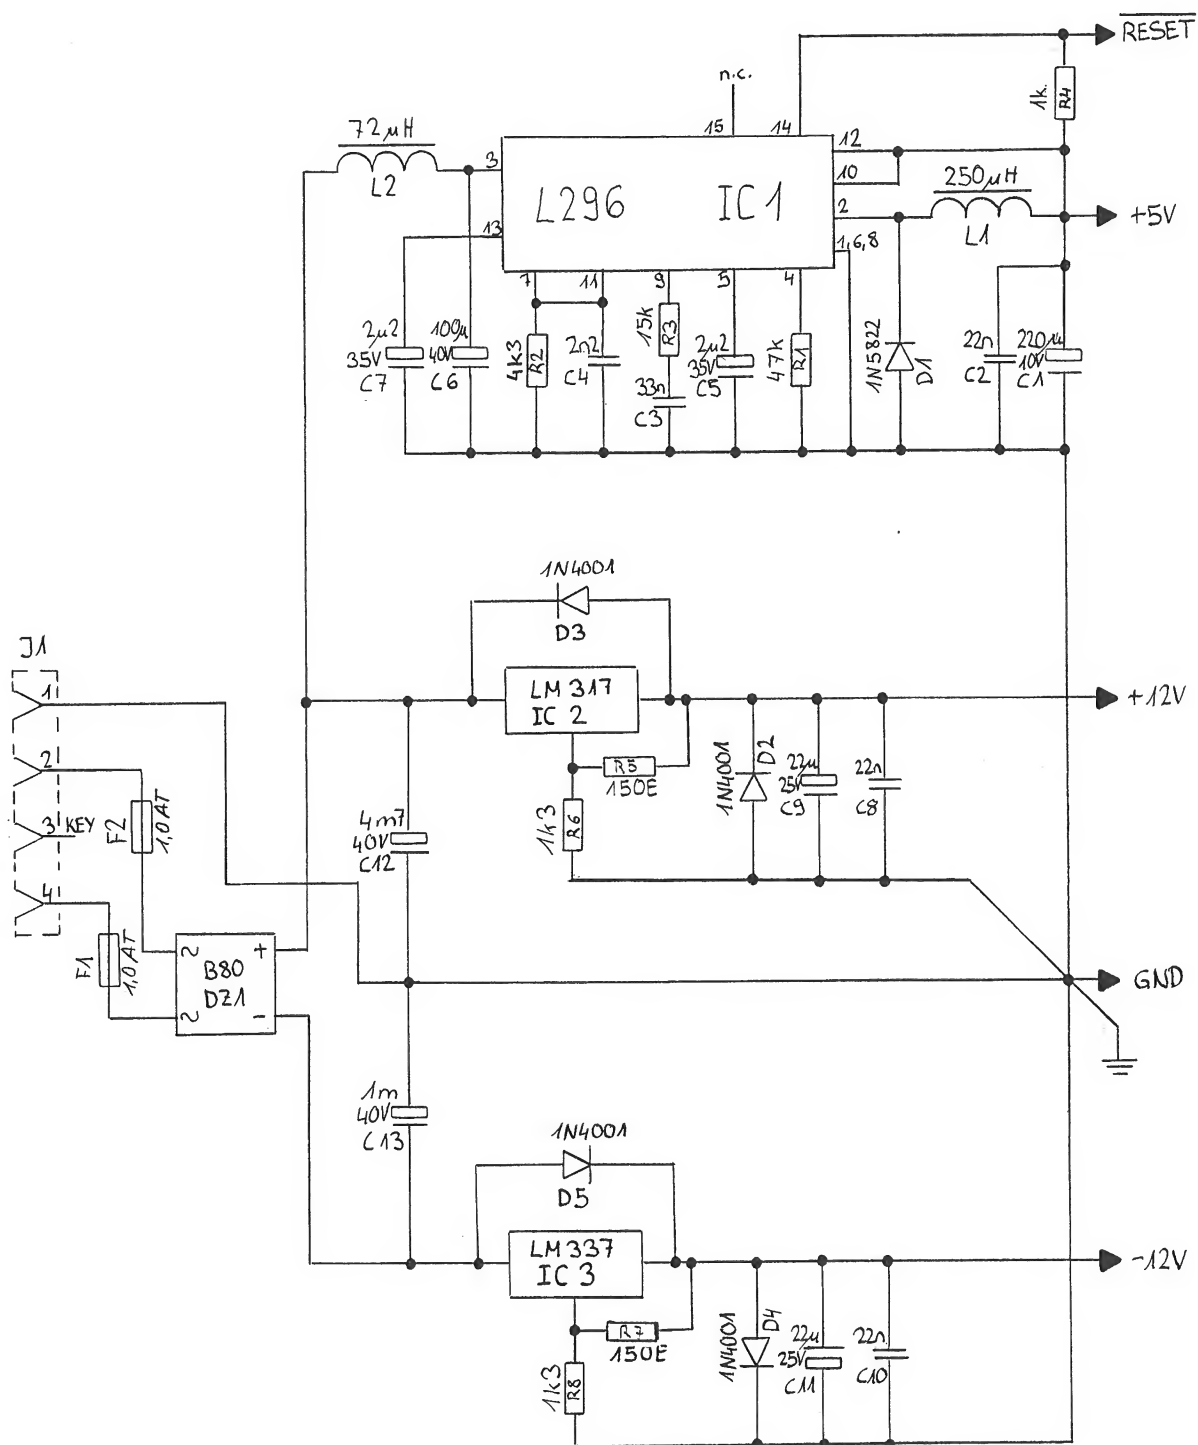 RESET
n.c.
1k
R4
72µH
L2
15
14
3
12
10
L296
IC1
2
250µH
L1
+5V
13
1,6,8
7
11
9
5
4
2µ2
35V
C7
100µ
40V
C6
4k3
R2
2n2
C4
15k
R3
33n
C3
2µ2
35V
C5
47k
R1
1N5822
D1
22n
C2
220µ
10V
C1
1N4001
D3
J1
1
2
3 KEY
4
LM317
IC2
+12V
R5
150E
1k3
R6
1N4001
D2
22µ
25V
C9
22n
C8
F2
1,0AT
4m7
40V
C12
F1
1,0AT
B80
DZ1
+
-
GND
1m
40V
C13
1N4001
D5
LM337
IC3
-12V
R7
150E
1k3
R8
1N4001
D4
22µ
25V
C11
22n
C10